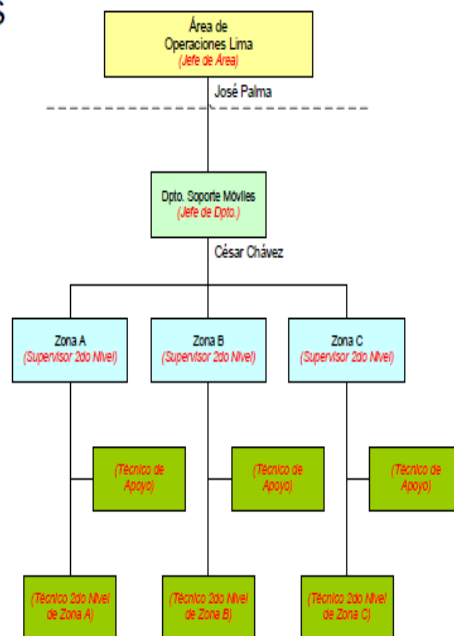 S
Área de
Operaciones Lima
(Jefe de Área)
José Palma
Dpto. Soporte Móviles
(Jefe de Dpto.)
César Chávez
Zona A
(Supervisor 2do Nivel)
Zona B
(Supervisor 2do Nivel)
Zona C
(Supervisor 2do Nivel)
(Técnico de
Apoyo)
(Técnico de
Apoyo)
(Técnico de
Apoyo)
(Técnico 2do Nivel
de Zona A)
(Técnico 2do Nivel
de Zona B)
(Técnico 2do Nivel
de Zona C)